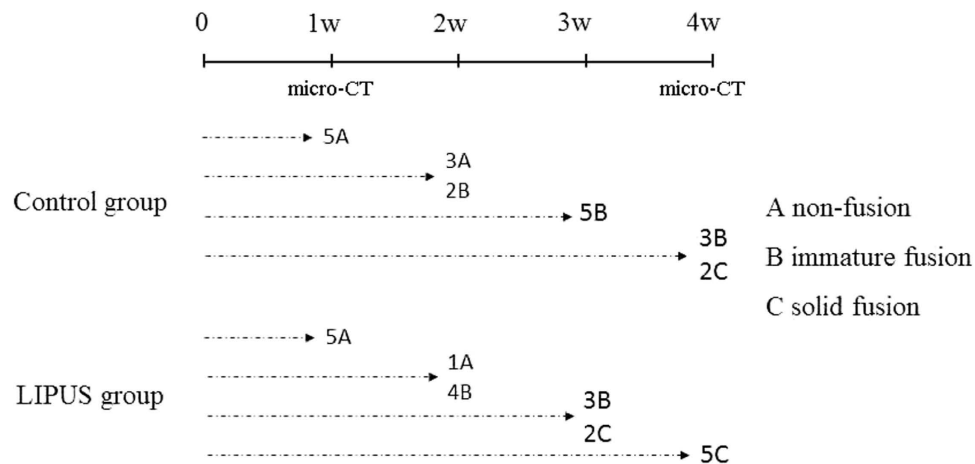 0 1w 2w 3w 4w
micro-CT micro-CT
5A
3A
2B
Control group
5B
3B
2C
A non-fusion
B immature fusion
C solid fusion
5A
1A
4B
LIPUS group
3B
2C
5C